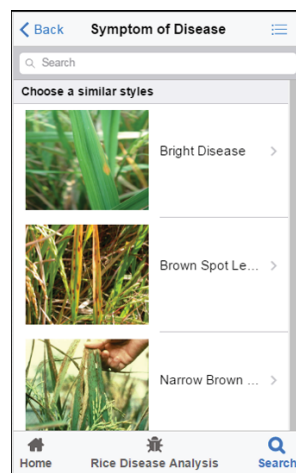 Back Symptom of Disease
Search
Choose a similar styles
Bright Disease
Brown Spot Le...
Narrow Brown ...
Home Rice Disease Analysis Search